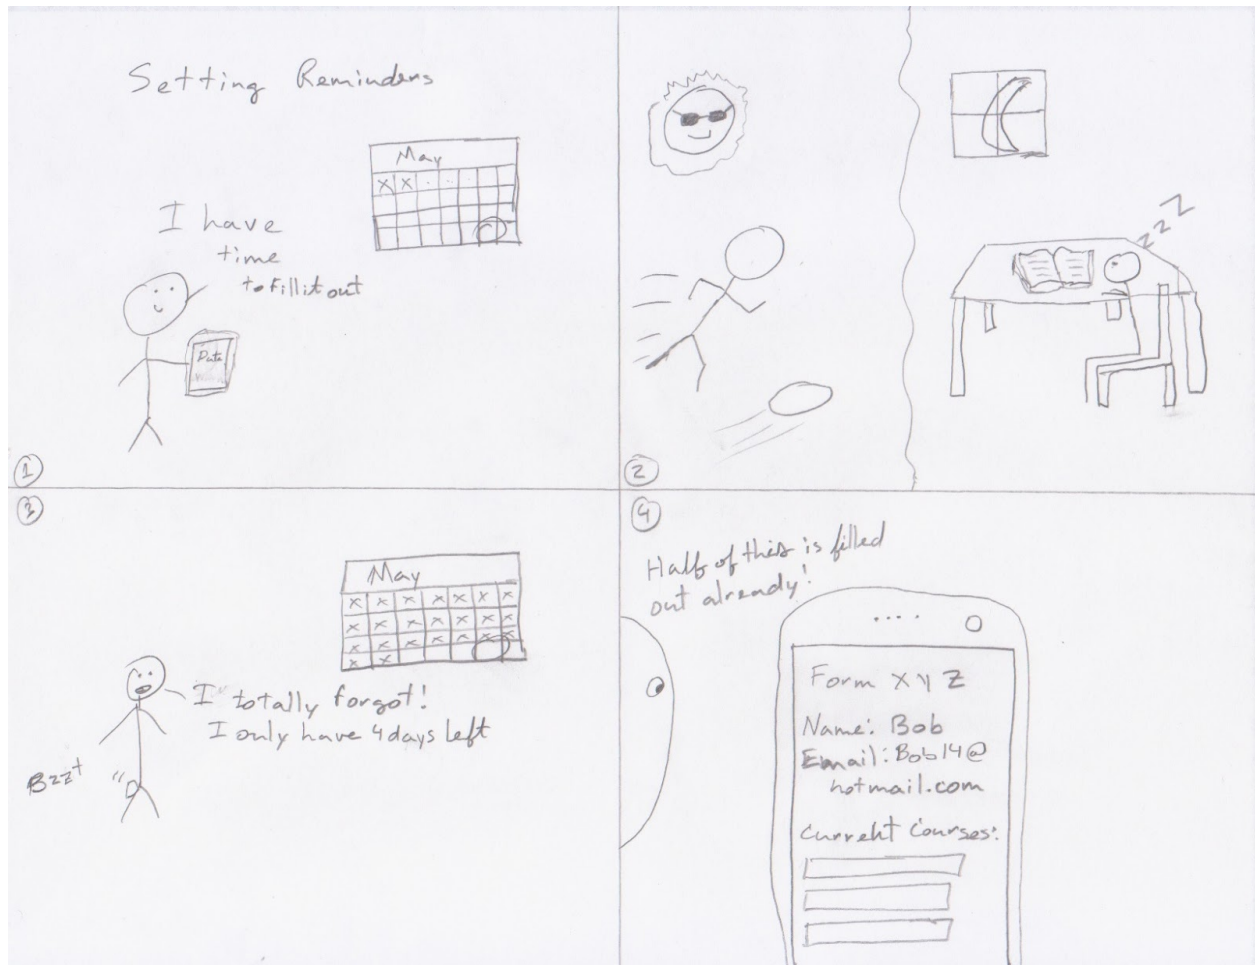 Setting Reminders
May
X X
I have
time
to fill it out
Date
1
2
z z Z
3
May
x x x x x x x
x x x x x x x
x x x x x x x
x x
I totally forgot!
I only have 4 days left
Bzzt
4
Half of this is filled
out already!
Form X Y Z
Name: Bob
Email: Bob14@
hotmail.com
Current Courses: